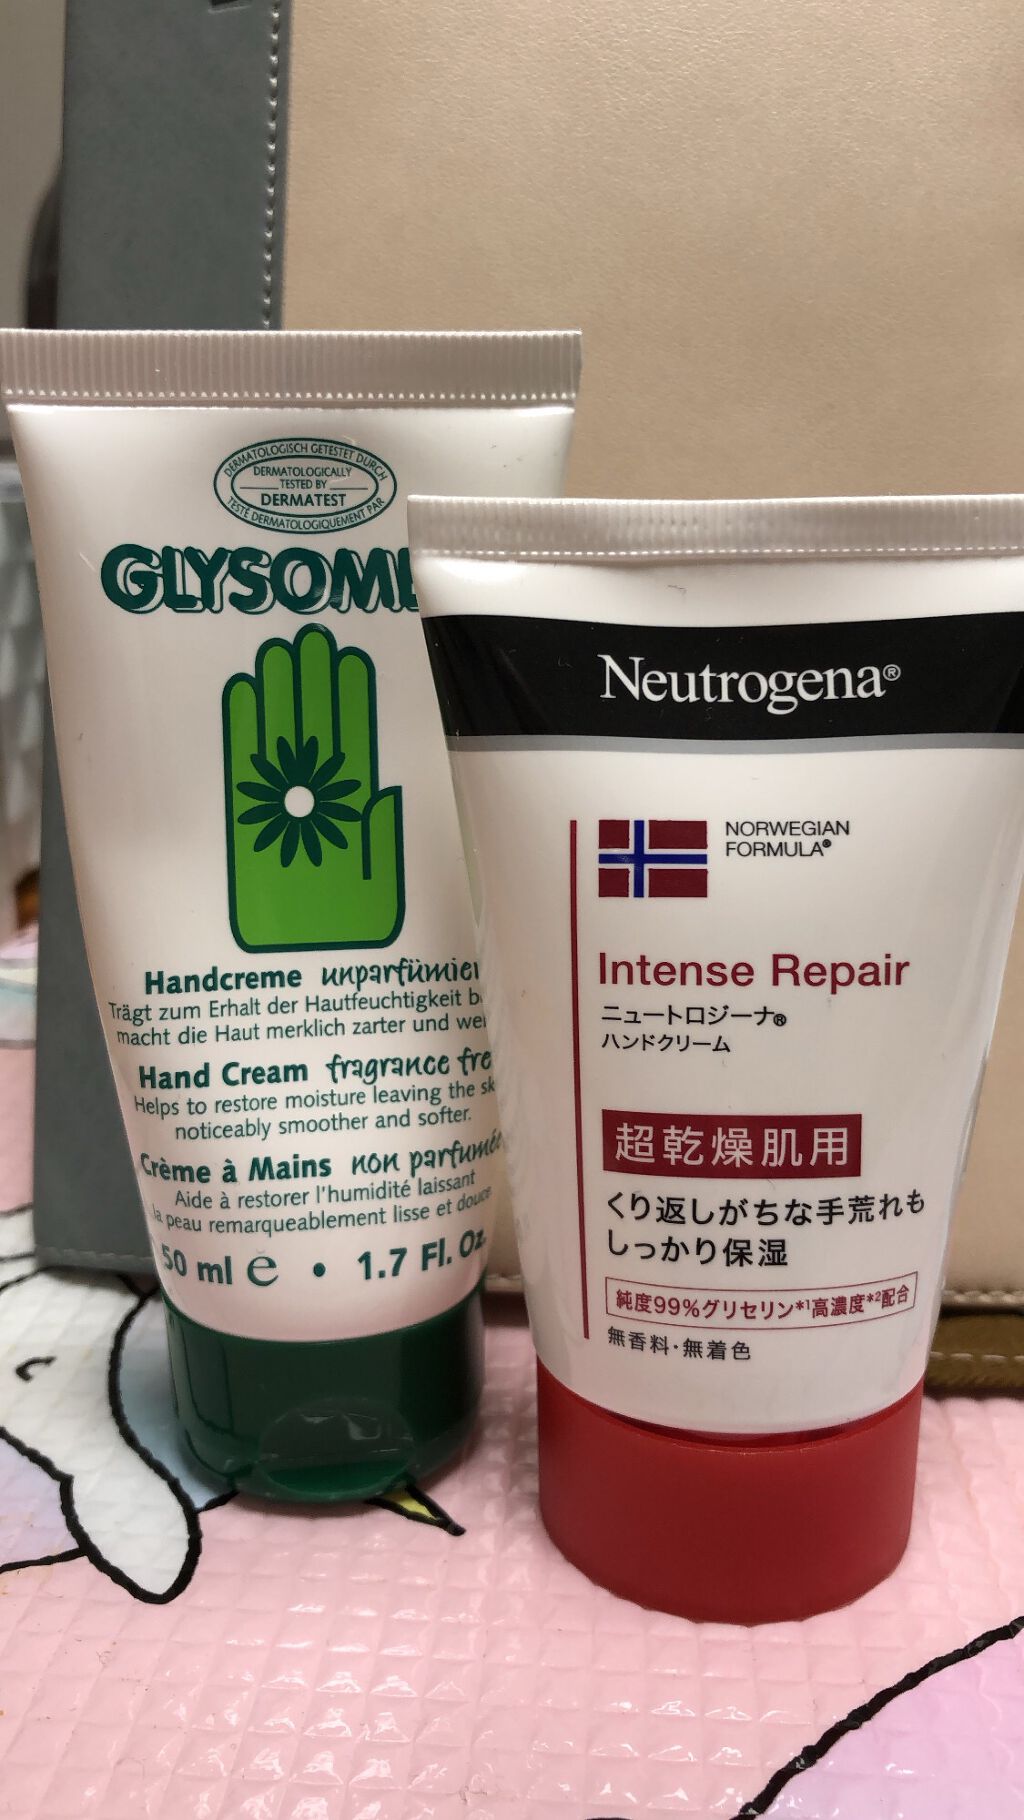 DERMATOLOGISCH GETESTET DURCH
DERMATOLOGICALLY
TESTED BY
DERMATEST
TESTÉ DERMATOLOGIQUEMENT PAR
Handcreme
Trägt zum Erhalt der Hautfeuchtigkeit
macht die Haut merklich zarter und
Hand Cream fragrance
Helps to restore moisture leaving the
noticeably smoother and softer.
Crème à Mains non parfumée
Aide à restorer l'humidité laissant
la peau remarqueablement lisse et douce
50 ml e • 1.7 Fl. Oz.
Neutrogena®
NORWEGIAN
FORMULA®
Intense Repair
ニュートロジーナ®
ハンドクリーム
超乾燥肌用
くり返しがちな手荒れも
しっかり保湿
純度99%グリセリン*1高濃度*2配合
無香料・無着色